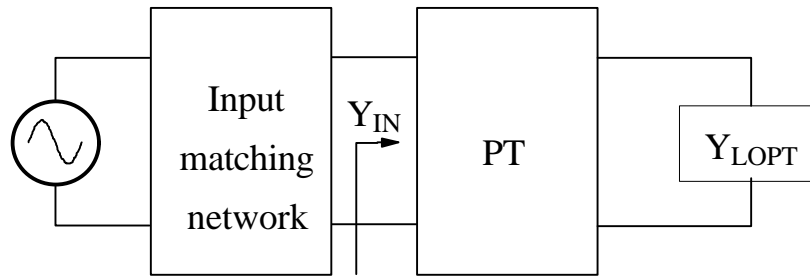 Input
matching
network
Y_IN
PT
Y_LOPT